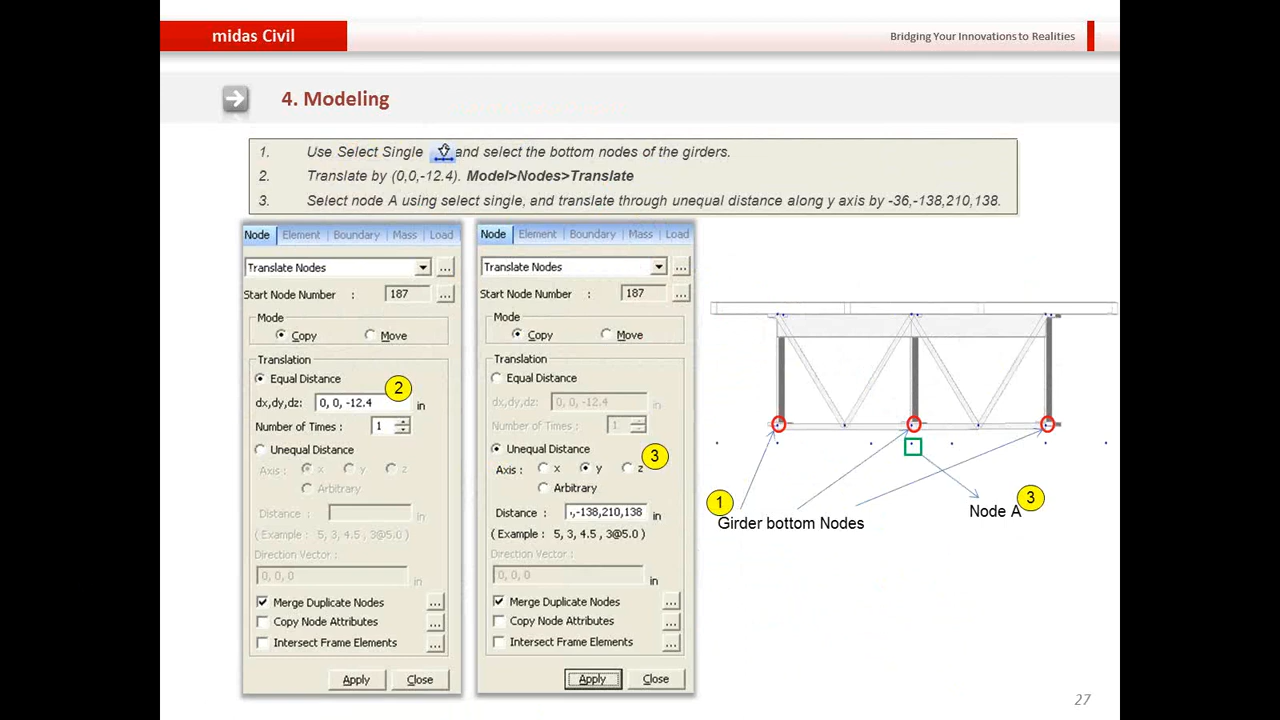 midas Civil
Bridging Your Innovations to Realities
4. Modeling
1. Use Select Single and select the bottom nodes of the girders.
2. Translate by (0,0,-12.4). Model>Nodes>Translate
3. Select node A using select single, and translate through unequal distance along y axis by -36,-138,210,138.
Node Element Boundary Mass Load
Translate Nodes ...
Start Node Number : 187 ...
Mode
Copy Move
Translation
Equal Distance
2
dx,dy,dz: 0, 0, -12.4 in
Number of Times : 1
Unequal Distance
Axis : x y z
Arbitrary
Distance : in
( Example : 5, 3, 4.5 , 3@5.0 )
Direction Vector :
0, 0, 0 in
Merge Duplicate Nodes ...
Copy Node Attributes ...
Intersect Frame Elements ...
Apply Close
Node Element Boundary Mass Load
Translate Nodes ...
Start Node Number : 187 ...
Mode
Copy Move
Translation
Equal Distance
dx,dy,dz: 0, 0, -12.4 in
Number of Times : 1
Unequal Distance
3
Axis : x y z
Arbitrary
Distance : ,-138,210,138 in
( Example : 5, 3, 4.5 , 3@5.0 )
Direction Vector :
0, 0, 0 in
Merge Duplicate Nodes ...
Copy Node Attributes ...
Intersect Frame Elements ...
Apply Close
1
Girder bottom Nodes
Node A
3
27